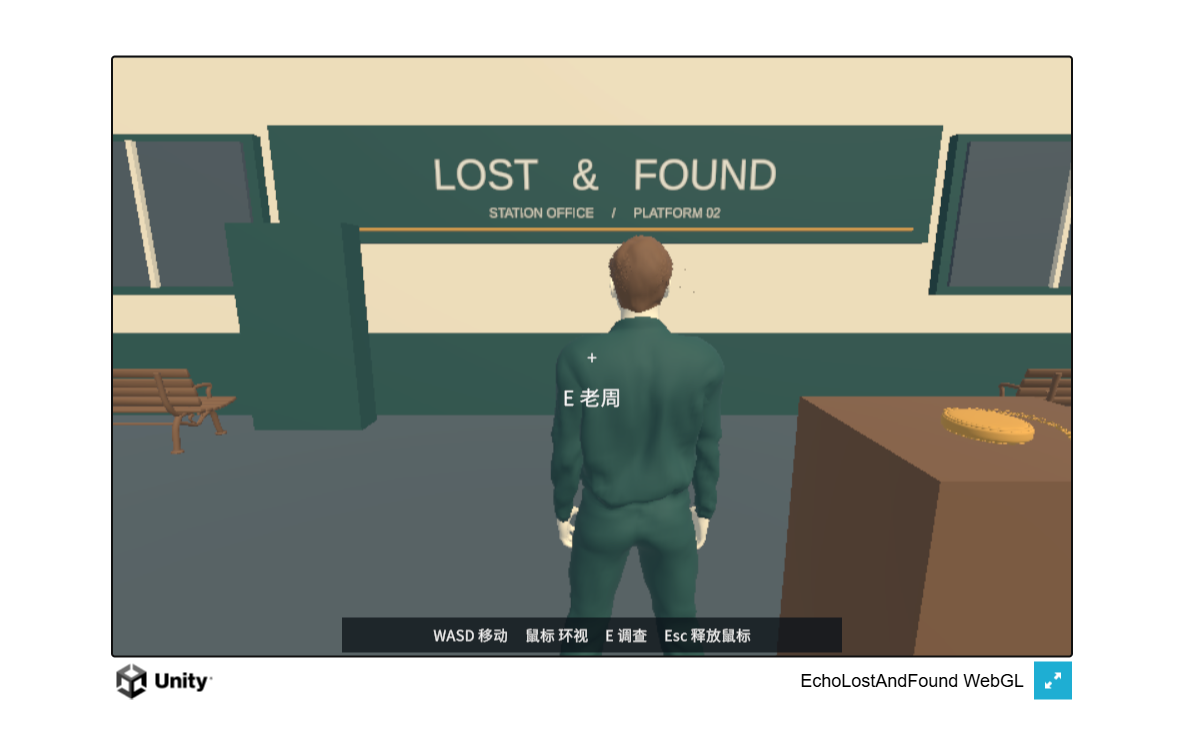 LOST & FOUND
STATION OFFICE / PLATFORM 02
+
E 老周
WASD 移动 鼠标 环视 E 调查 Esc 释放鼠标
Unity
EchoLostAndFound WebGL